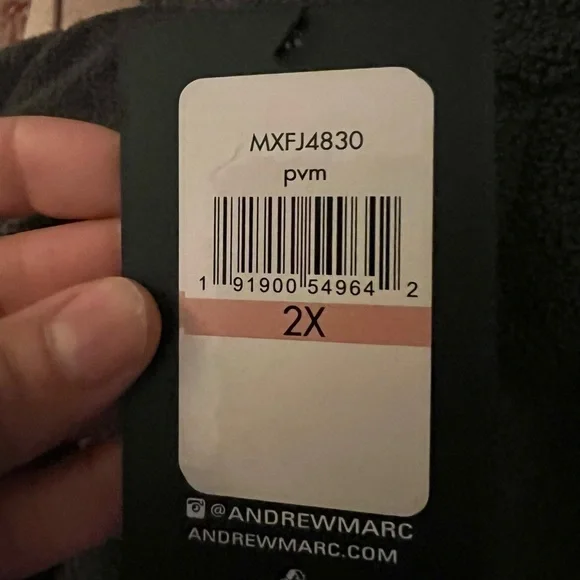 MXFJ4830
pvm
1 91900 54964 2
2X
@ANDREWMARC
ANDREWMARC.COM